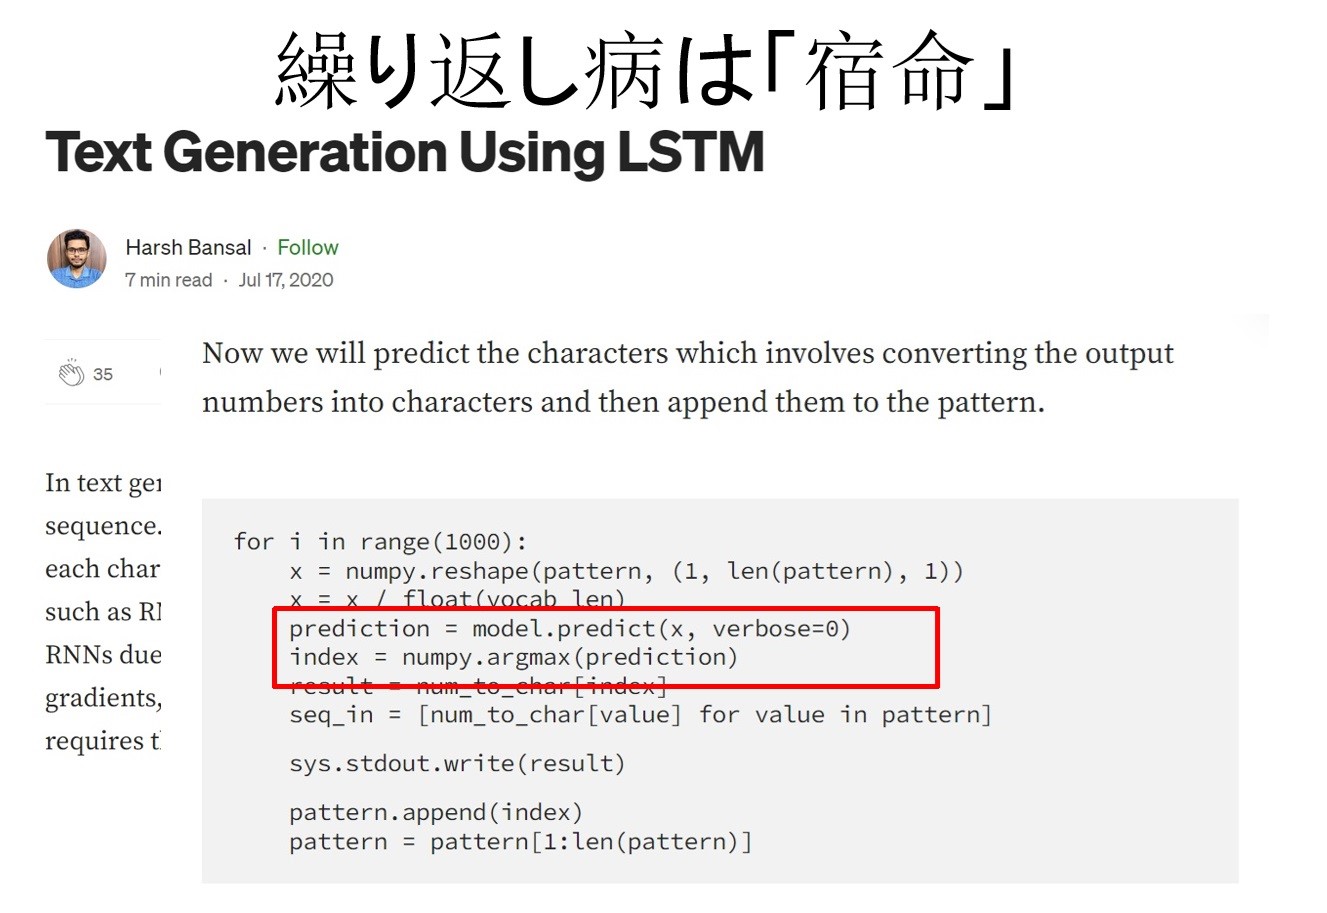 繰り返し病は「宿命」
Text Generation Using LSTM
Harsh Bansal · Follow
7 min read · Jul 17, 2020
35
Now we will predict the characters which involves converting the output
numbers into characters and then append them to the pattern.
In text gen
sequence.
each char
such as RN
RNNs due
gradients,
requires th
for i in range(1000):
x = numpy.reshape(pattern, (1, len(pattern), 1))
x = x / float(vocab_len)
prediction = model.predict(x, verbose=0)
index = numpy.argmax(prediction)
result = num_to_char[index]
seq_in = [num_to_char[value] for value in pattern]
sys.stdout.write(result)
pattern.append(index)
pattern = pattern[1:len(pattern)]